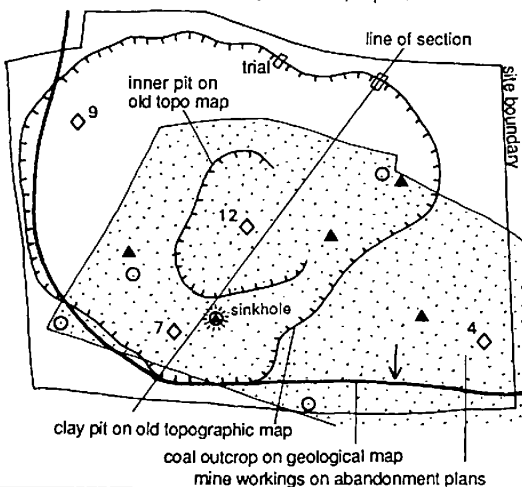 line of section
trial
inner pit on
old topo map
site boundary
9
12
sinkhole
7
4
clay pit on old topographic map
coal outcrop on geological map
mine workings on abandonment plans